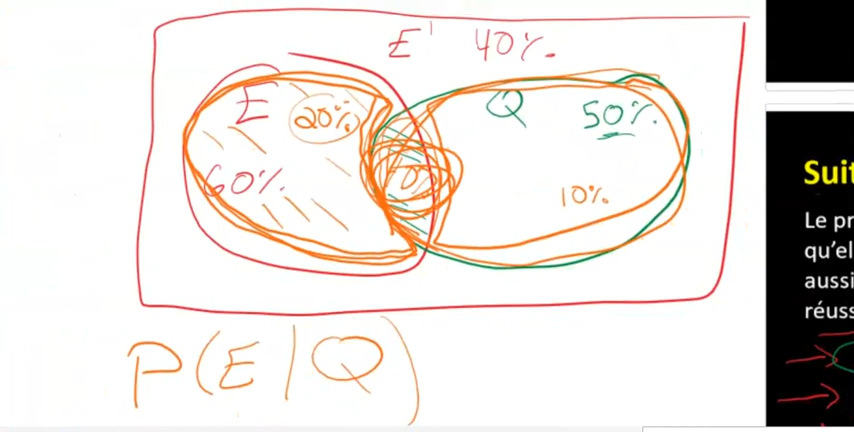 E' 40%.
E 20%
Q 50%.
60%.
10%
P(E/Q)
Suit
Le pr
qu'el
aussi
réuss